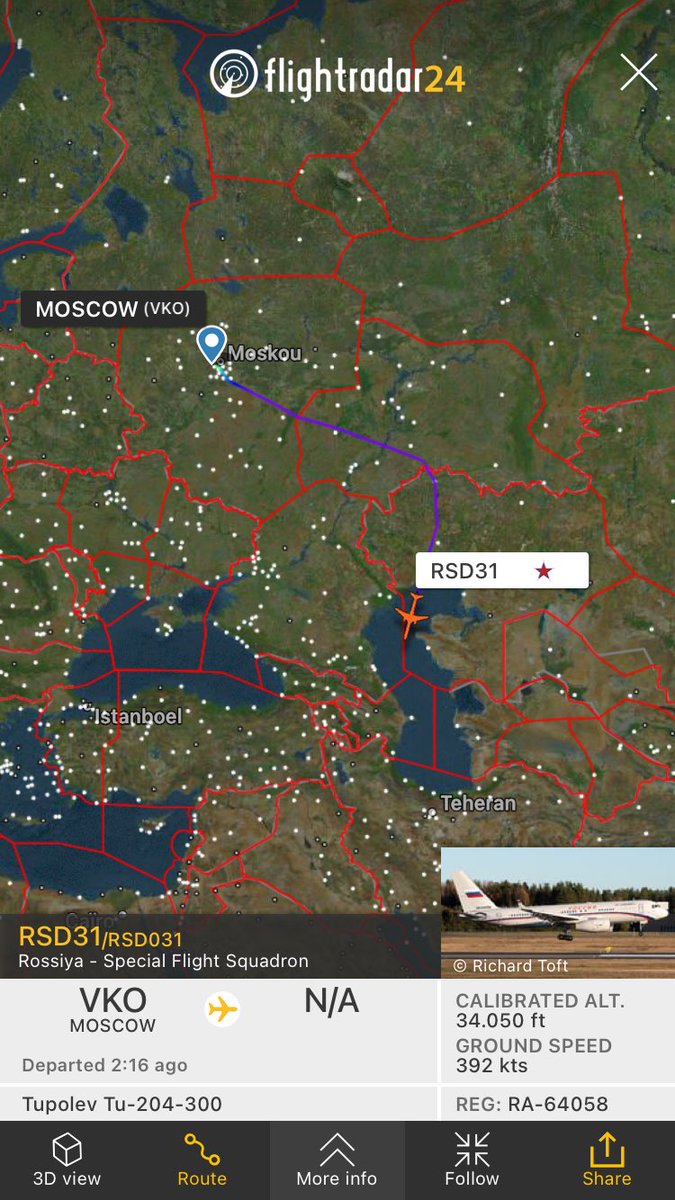 flightradar24
MOSCOW (VKO)
Moskou
RSD31
Istanboel
Teheran
Cairo
RSD31/RSD031
Rossiya - Special Flight Squadron
© Richard Toft
VKO
MOSCOW
N/A
Departed 2:16 ago
CALIBRATED ALT.
34.050 ft
GROUND SPEED
392 kts
Tupolev Tu-204-300
REG: RA-64058
3D view
Route
More info
Follow
Share